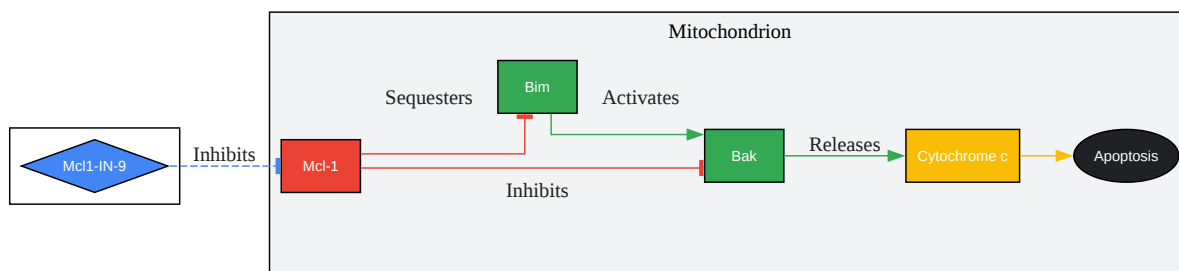 Mitochondrion
Bim
Sequesters
Activates
Mcl1-IN-9
Inhibits
Mcl-1
Bak
Releases
Cytochrome c
Apoptosis
Inhibits